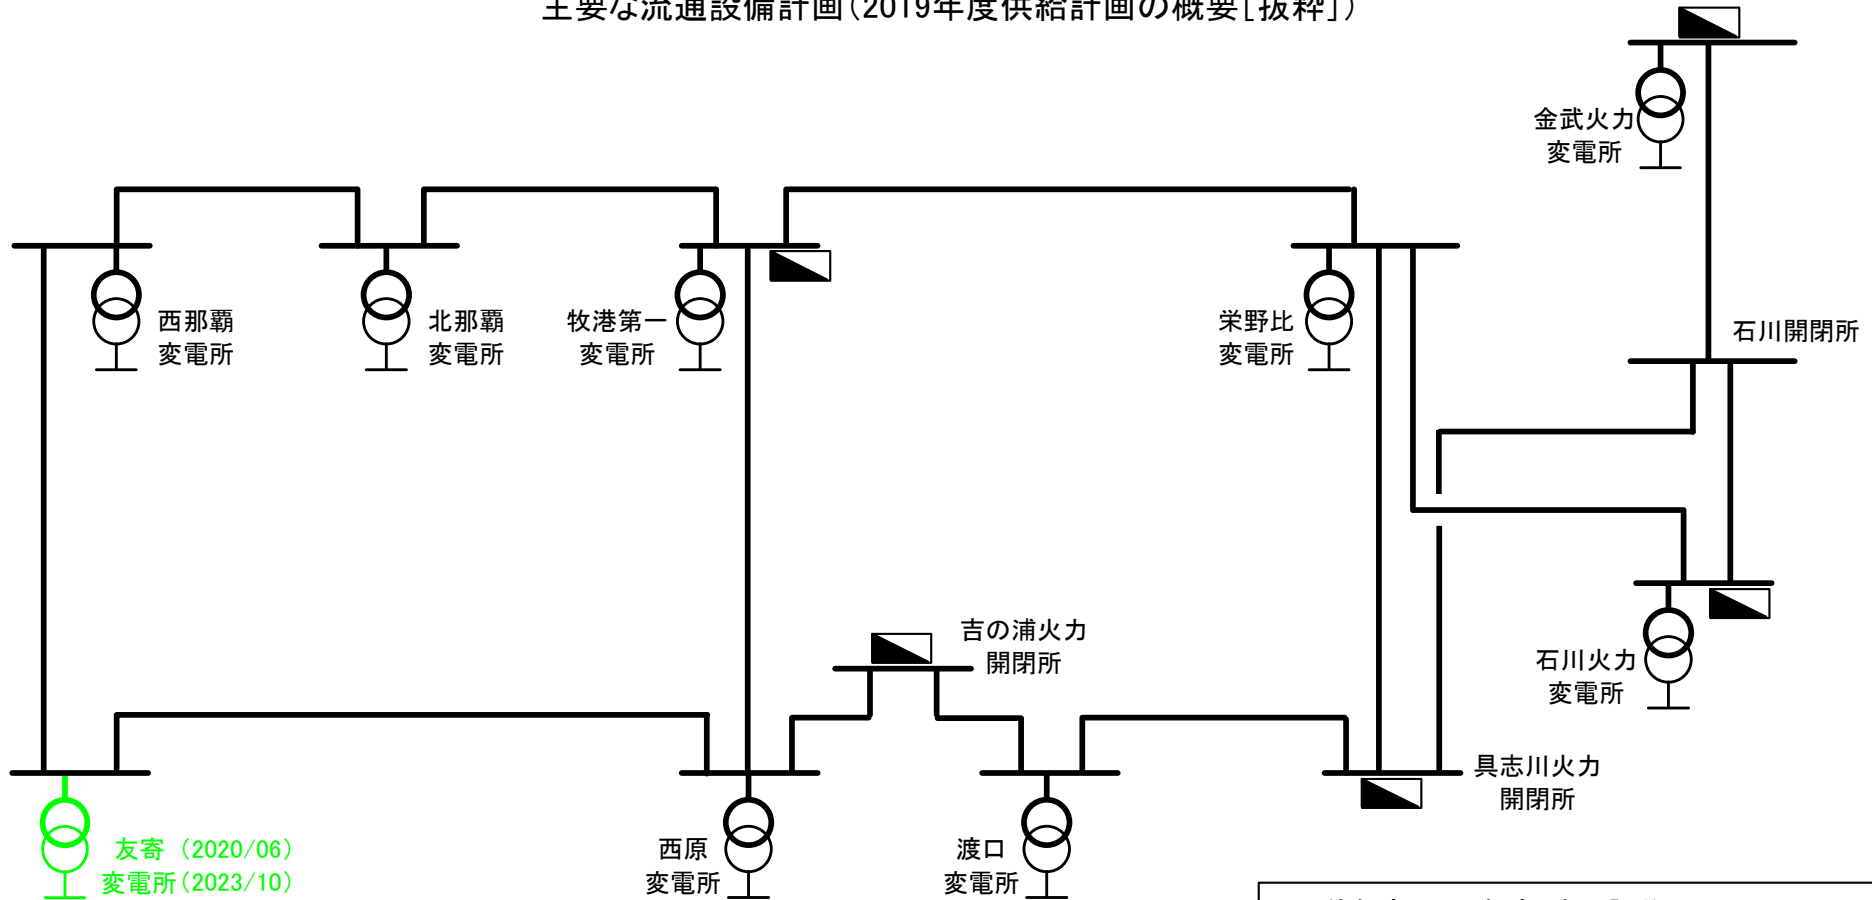 主要な流通設備計画(2019年度供給計画の概要[抜粋])
金武火力
変電所
西那覇
変電所
北那覇
変電所
牧港第一
変電所
栄野比
変電所
石川開閉所
吉の浦火力
開閉所
石川火力
変電所
具志川火力
開閉所
友寄 (2020/06)
変電所(2023/10)
西原
変電所
渡口
変電所